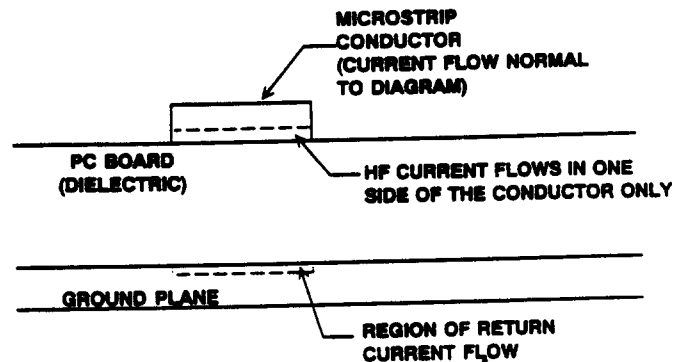 MICROSTRIP
CONDUCTOR
(CURRENT FLOW NORMAL
TO DIAGRAM)
PC BOARD
(DIELECTRIC)
HF CURRENT FLOWS IN ONE
SIDE OF THE CONDUCTOR ONLY
GROUND PLANE
REGION OF RETURN
CURRENT FLOW